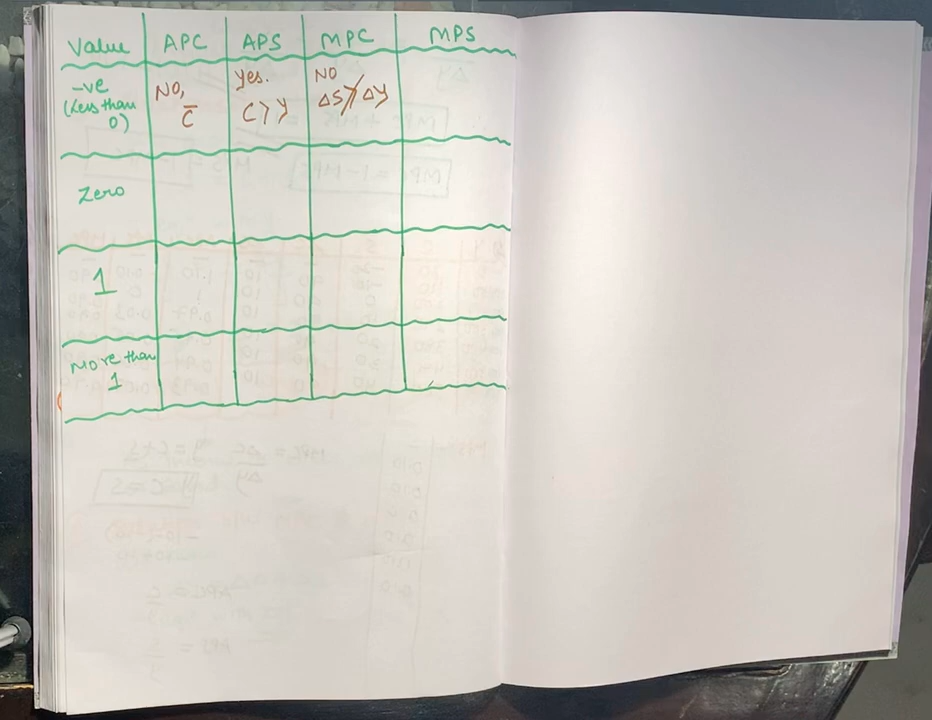 Value APC APS MPC MPS
-ve
(Less than
0)
NO,
C̅
yes.
C > Y
NO
ΔS ≯ ΔY
Zero
1
More than
1